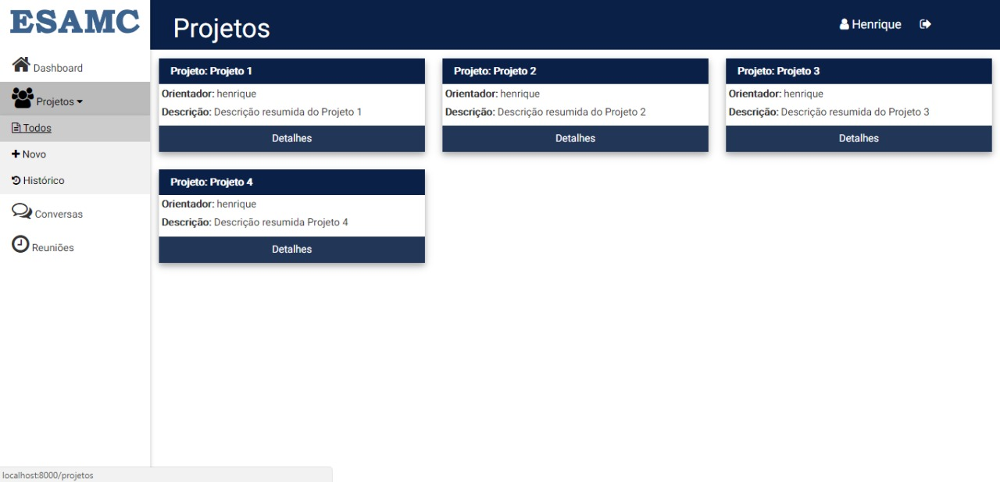 ESAMC
Projetos
Henrique
Dashboard
Projetos
Todos
Novo
Histórico
Conversas
Reuniões
Projeto: Projeto 1
Orientador: henrique
Descrição: Descrição resumida do Projeto 1
Detalhes
Projeto: Projeto 2
Orientador: henrique
Descrição: Descrição resumida do Projeto 2
Detalhes
Projeto: Projeto 3
Orientador: henrique
Descrição: Descrição resumida do Projeto 3
Detalhes
Projeto: Projeto 4
Orientador: henrique
Descrição: Descrição resumida Projeto 4
Detalhes
localhost:8000/projetos